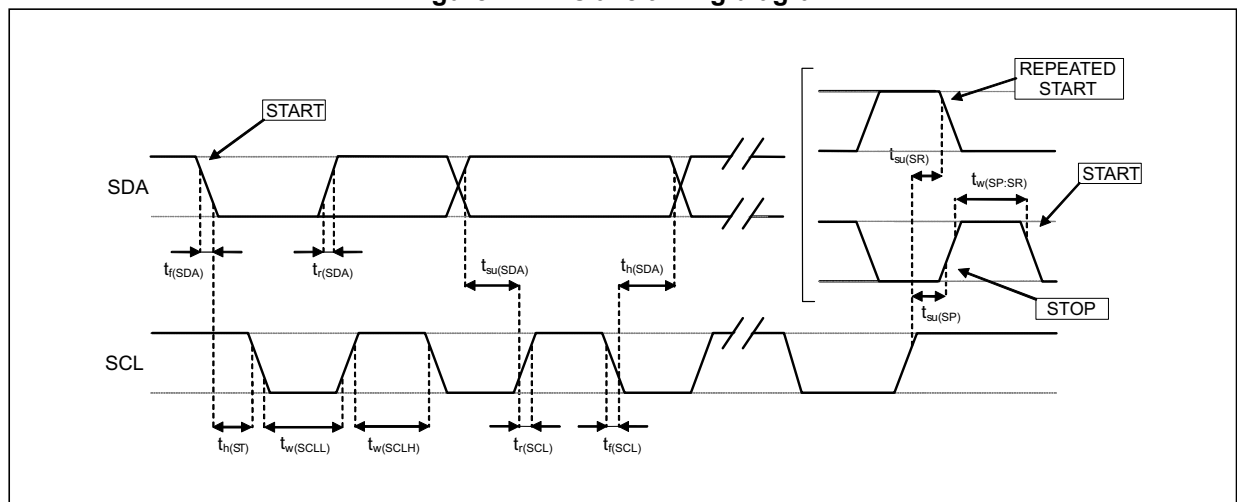 REPEATED
START
START
t_su(SR)
t_w(SP:SR)
START
SDA
t_f(SDA)
t_r(SDA)
t_su(SDA)
t_h(SDA)
t_su(SP)
STOP
SCL
t_h(ST)
t_w(SCLL)
t_w(SCLH)
t_r(SCL)
t_f(SCL)